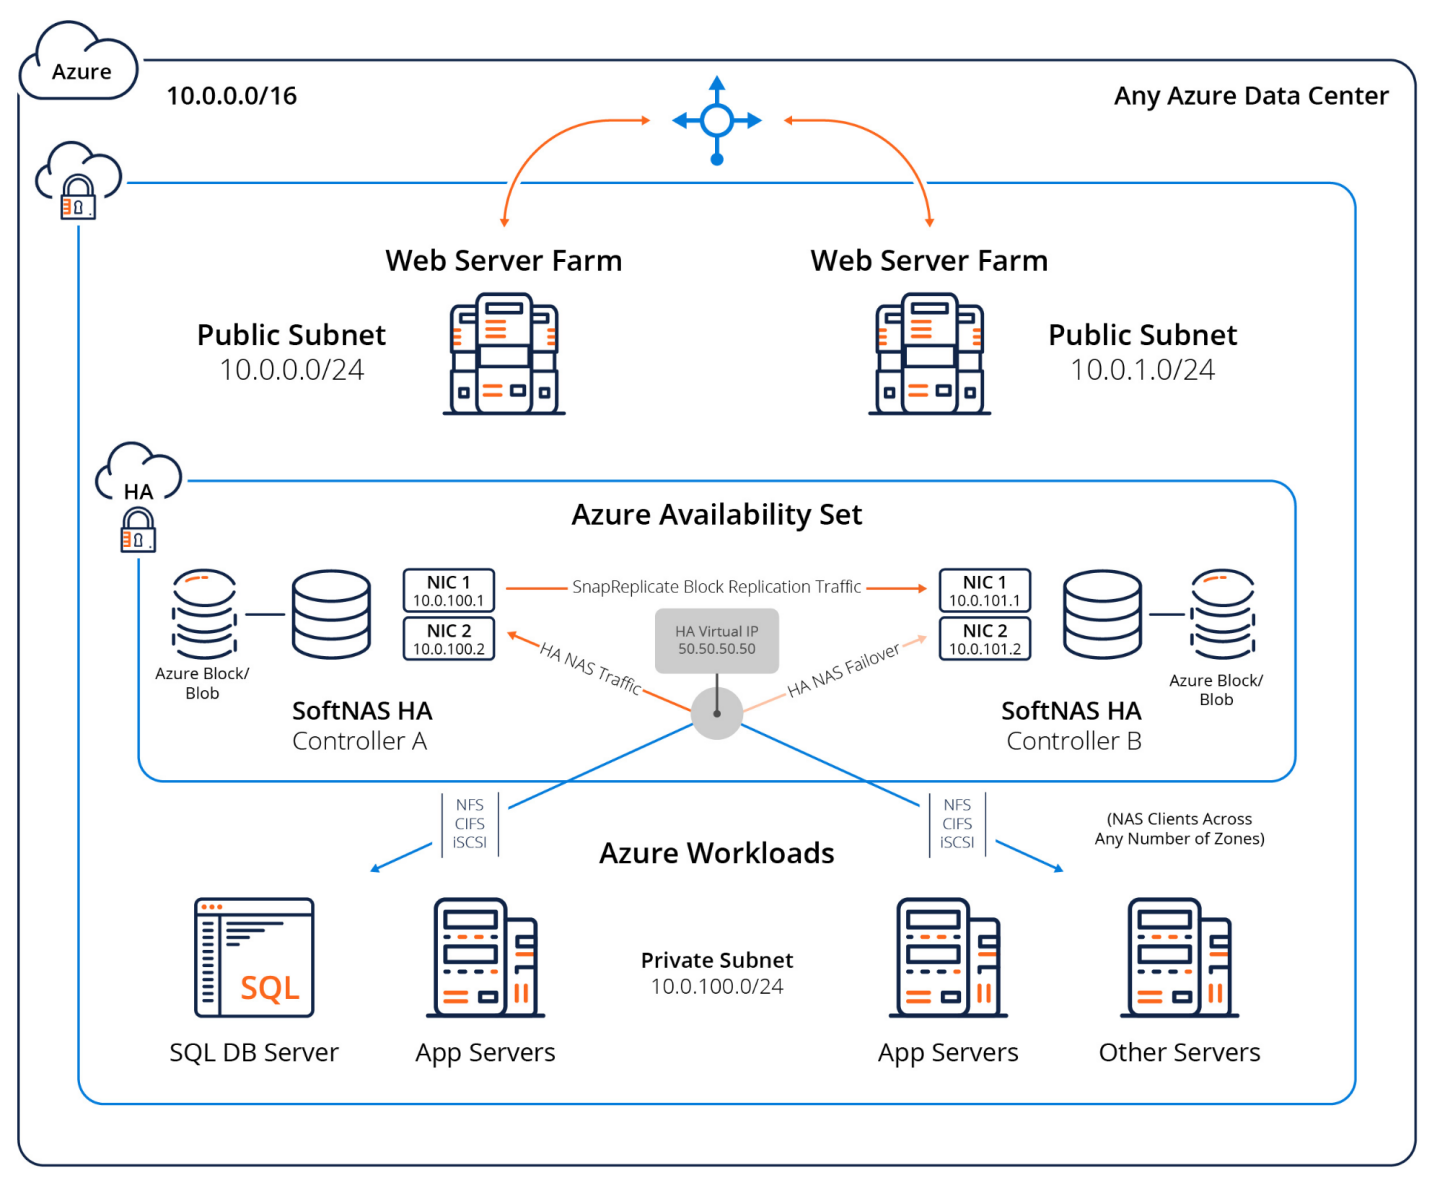 Azure
10.0.0.0/16
Any Azure Data Center
Web Server Farm
Web Server Farm
Public Subnet
10.0.0.0/24
Public Subnet
10.0.1.0/24
HA
Azure Availability Set
NIC 1
10.0.100.1
SnapReplicate Block Replication Traffic
NIC 1
10.0.101.1
NIC 2
10.0.100.2
HA Virtual IP
50.50.50.50
NIC 2
10.0.101.2
HA NAS Traffic
HA NAS Failover
Azure Block/
Blob
Azure Block/
Blob
SoftNAS HA
Controller A
SoftNAS HA
Controller B
NFS
CIFS
iSCSI
NFS
CIFS
iSCSI
(NAS Clients Across
Any Number of Zones)
Azure Workloads
SQL
Private Subnet
10.0.100.0/24
SQL DB Server
App Servers
App Servers
Other Servers